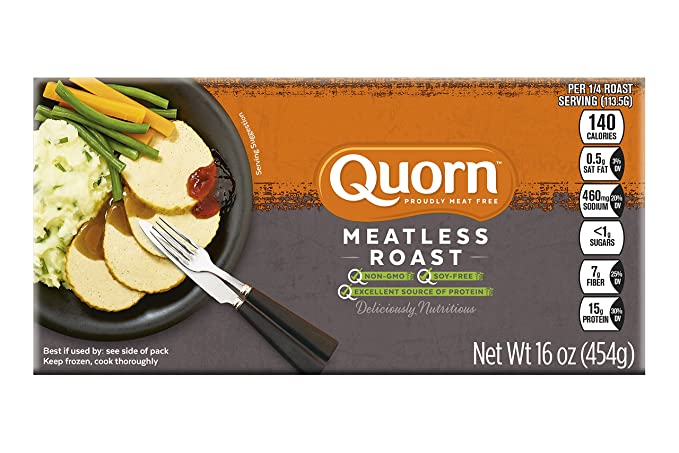 PER 1/4 ROAST
SERVING (113.5G)
140
CALORIES
0.5g
SAT FAT
3%
DV
460mg
SODIUM
20%
DV
<1g
SUGARS
7g
FIBER
25%
DV
15g
PROTEIN
30%
DV
Serving Suggestion
Quorn™
PROUDLY MEAT FREE
MEATLESS
ROAST
NON-GMO SOY-FREE
EXCELLENT SOURCE OF PROTEIN
Deliciously Nutritious
Best if used by: see side of pack
Keep frozen, cook thoroughly
Net Wt 16 oz (454g)